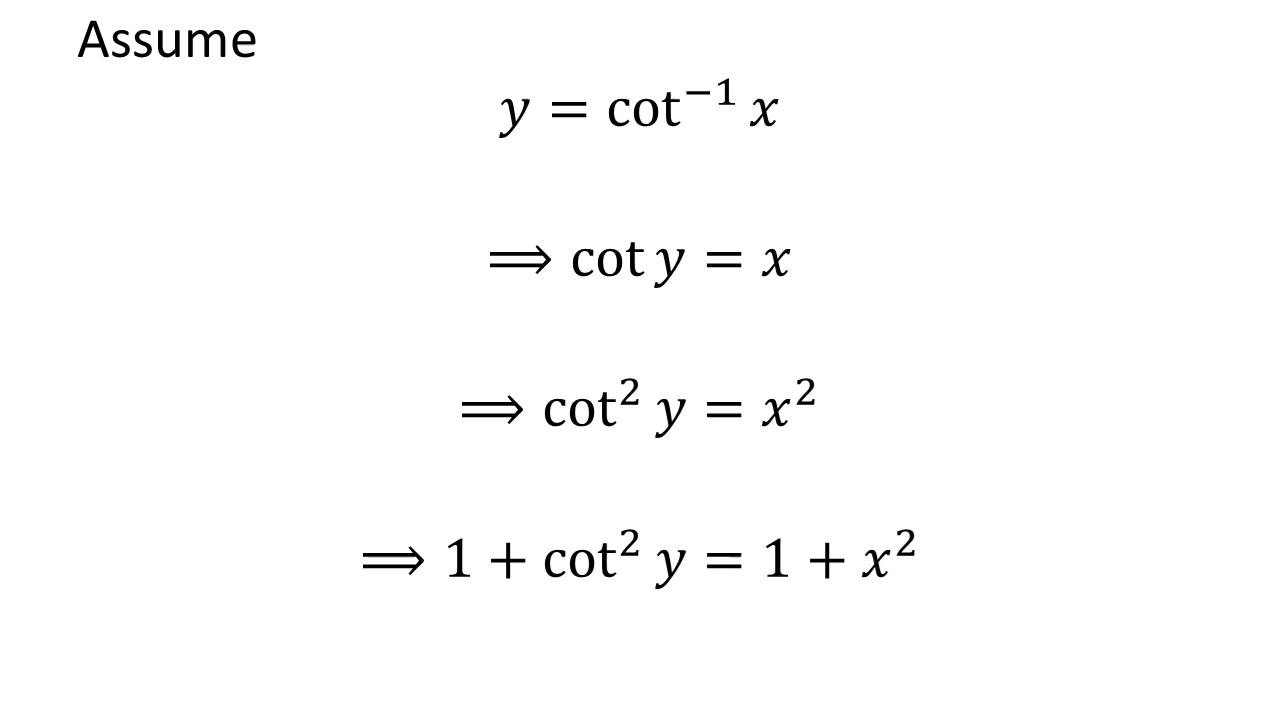 Assume
y = cot⁻¹ x
⟹ cot y = x
⟹ cot² y = x²
⟹ 1 + cot² y = 1 + x²